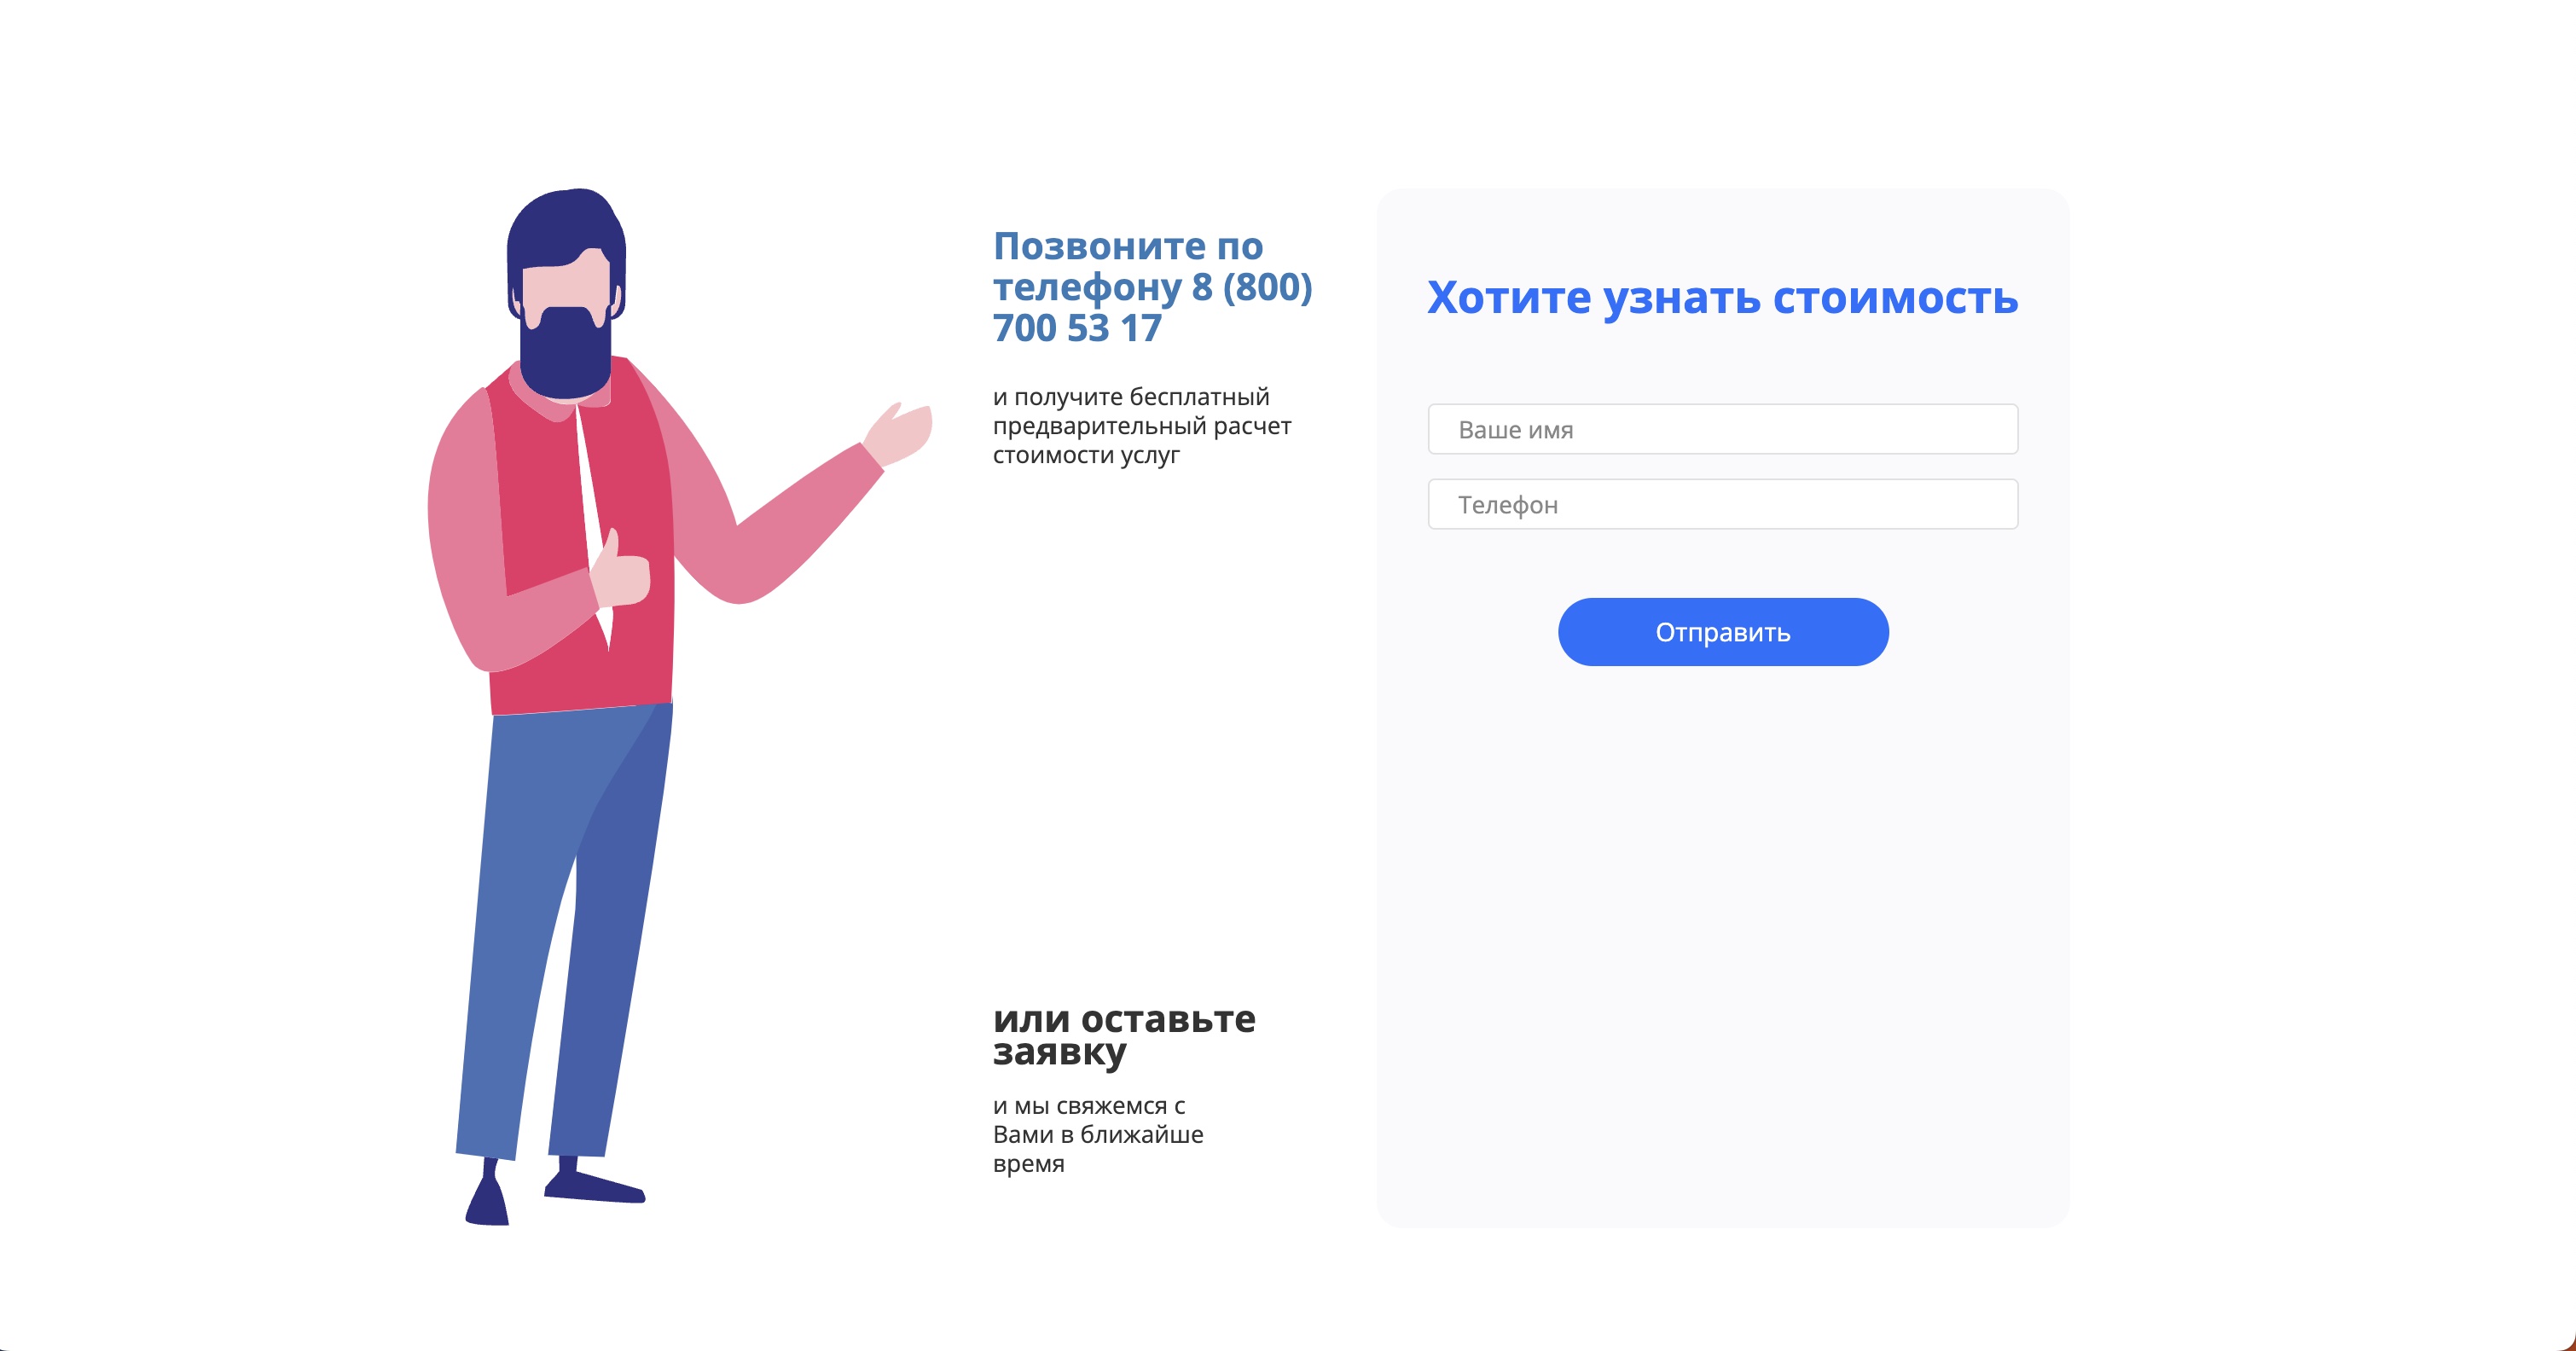 Позвоните по
телефону 8 (800)
700 53 17
и получите бесплатный
предварительный расчет
стоимости услуг
или оставьте
заявку
и мы свяжемся с
Вами в ближайше
время
Хотите узнать стоимость
Ваше имя
Телефон
Отправить